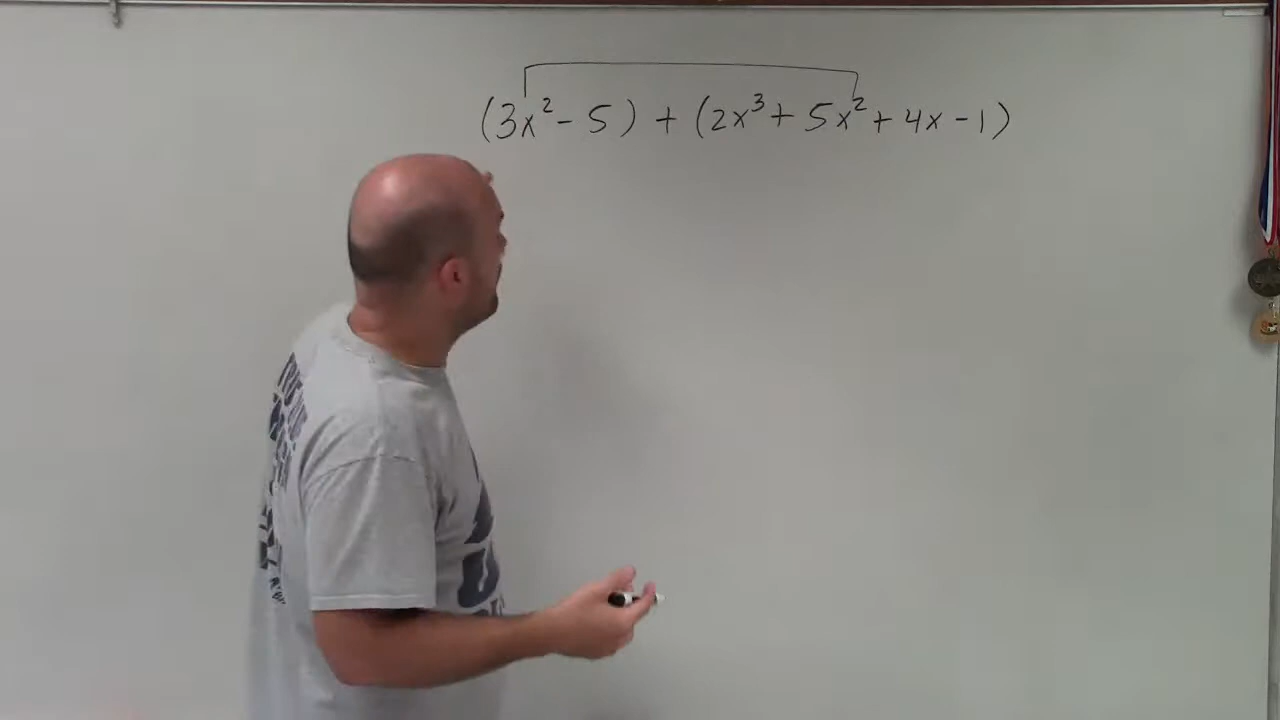 (3x² - 5) + (2x³ + 5x² + 4x - 1)